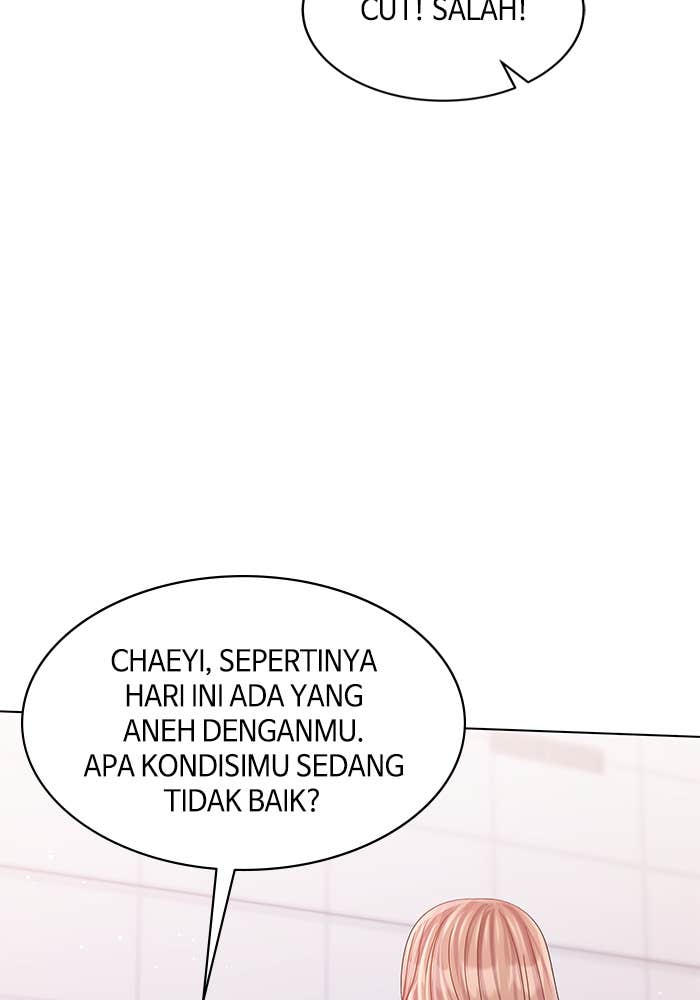 CUT! SALAH!
CHAEYI, SEPERTINYA
HARI INI ADA YANG
ANEH DENGANMU.
APA KONDISIMU SEDANG
TIDAK BAIK?